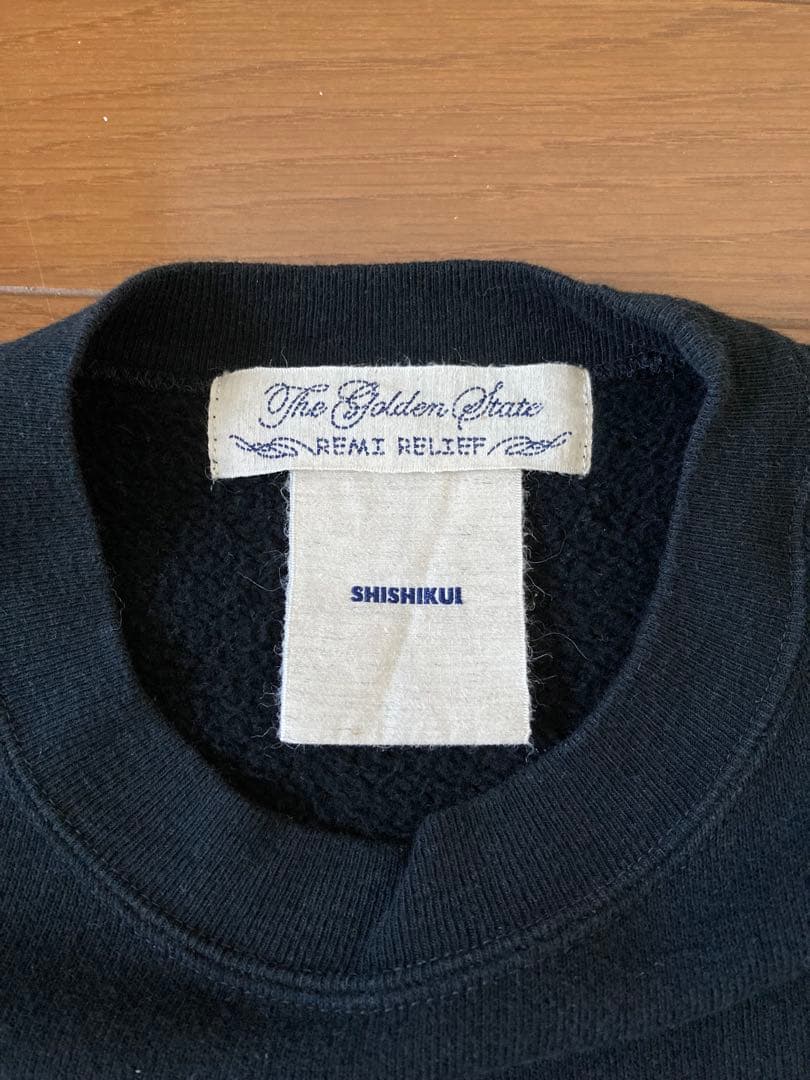 The Golden State
REMI RELIEF
SHISHIKUI